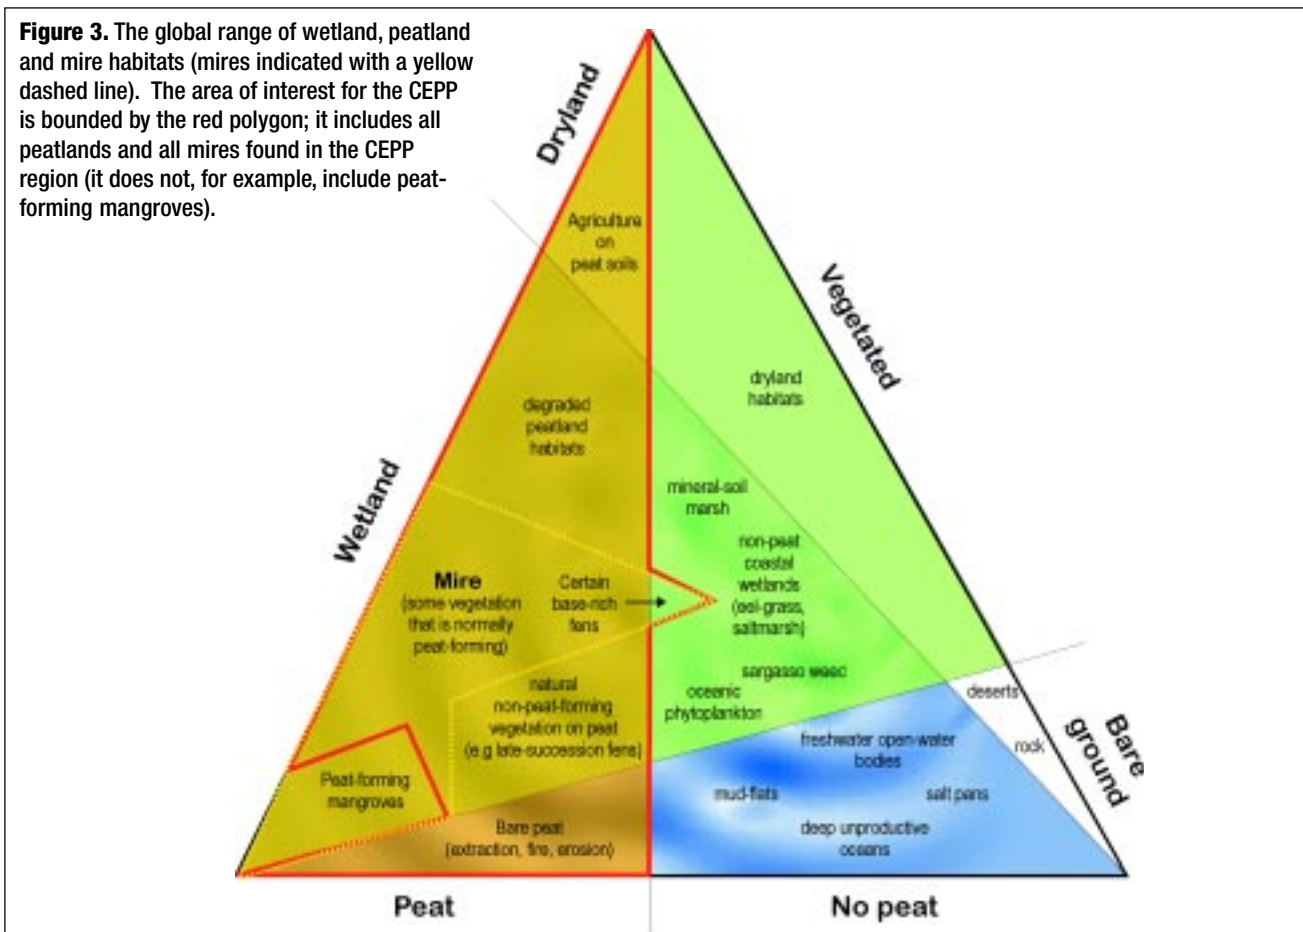 Figure 3. The global range of wetland, peatland
and mire habitats (mires indicated with a yellow
dashed line). The area of interest for the CEPP
is bounded by the red polygon; it includes all
peatlands and all mires found in the CEPP
region (it does not, for example, include peat-
forming mangroves).
Dryland
Agriculture
on
peat soils
Vegetated
dryland
habitats
degraded
peatland
habitats
Wetland
mineral-soil
marsh
non-peat
coastal
wetlands
(eel-grass,
saltmarsh)
Mire
(some vegetation
that is normally
peat-forming)
Certain
base-rich
fens
sargasso weed
oceanic
phytoplankton
natural
non-peat-forming
vegetation on peat
(e.g late-succession fens)
deserts
rock
Bare
ground
freshwater open-water
bodies
Peat-forming
mangroves
mud-flats
salt pans
Bare peat
(extraction, fire, erosion)
deep unproductive
oceans
Peat
No peat